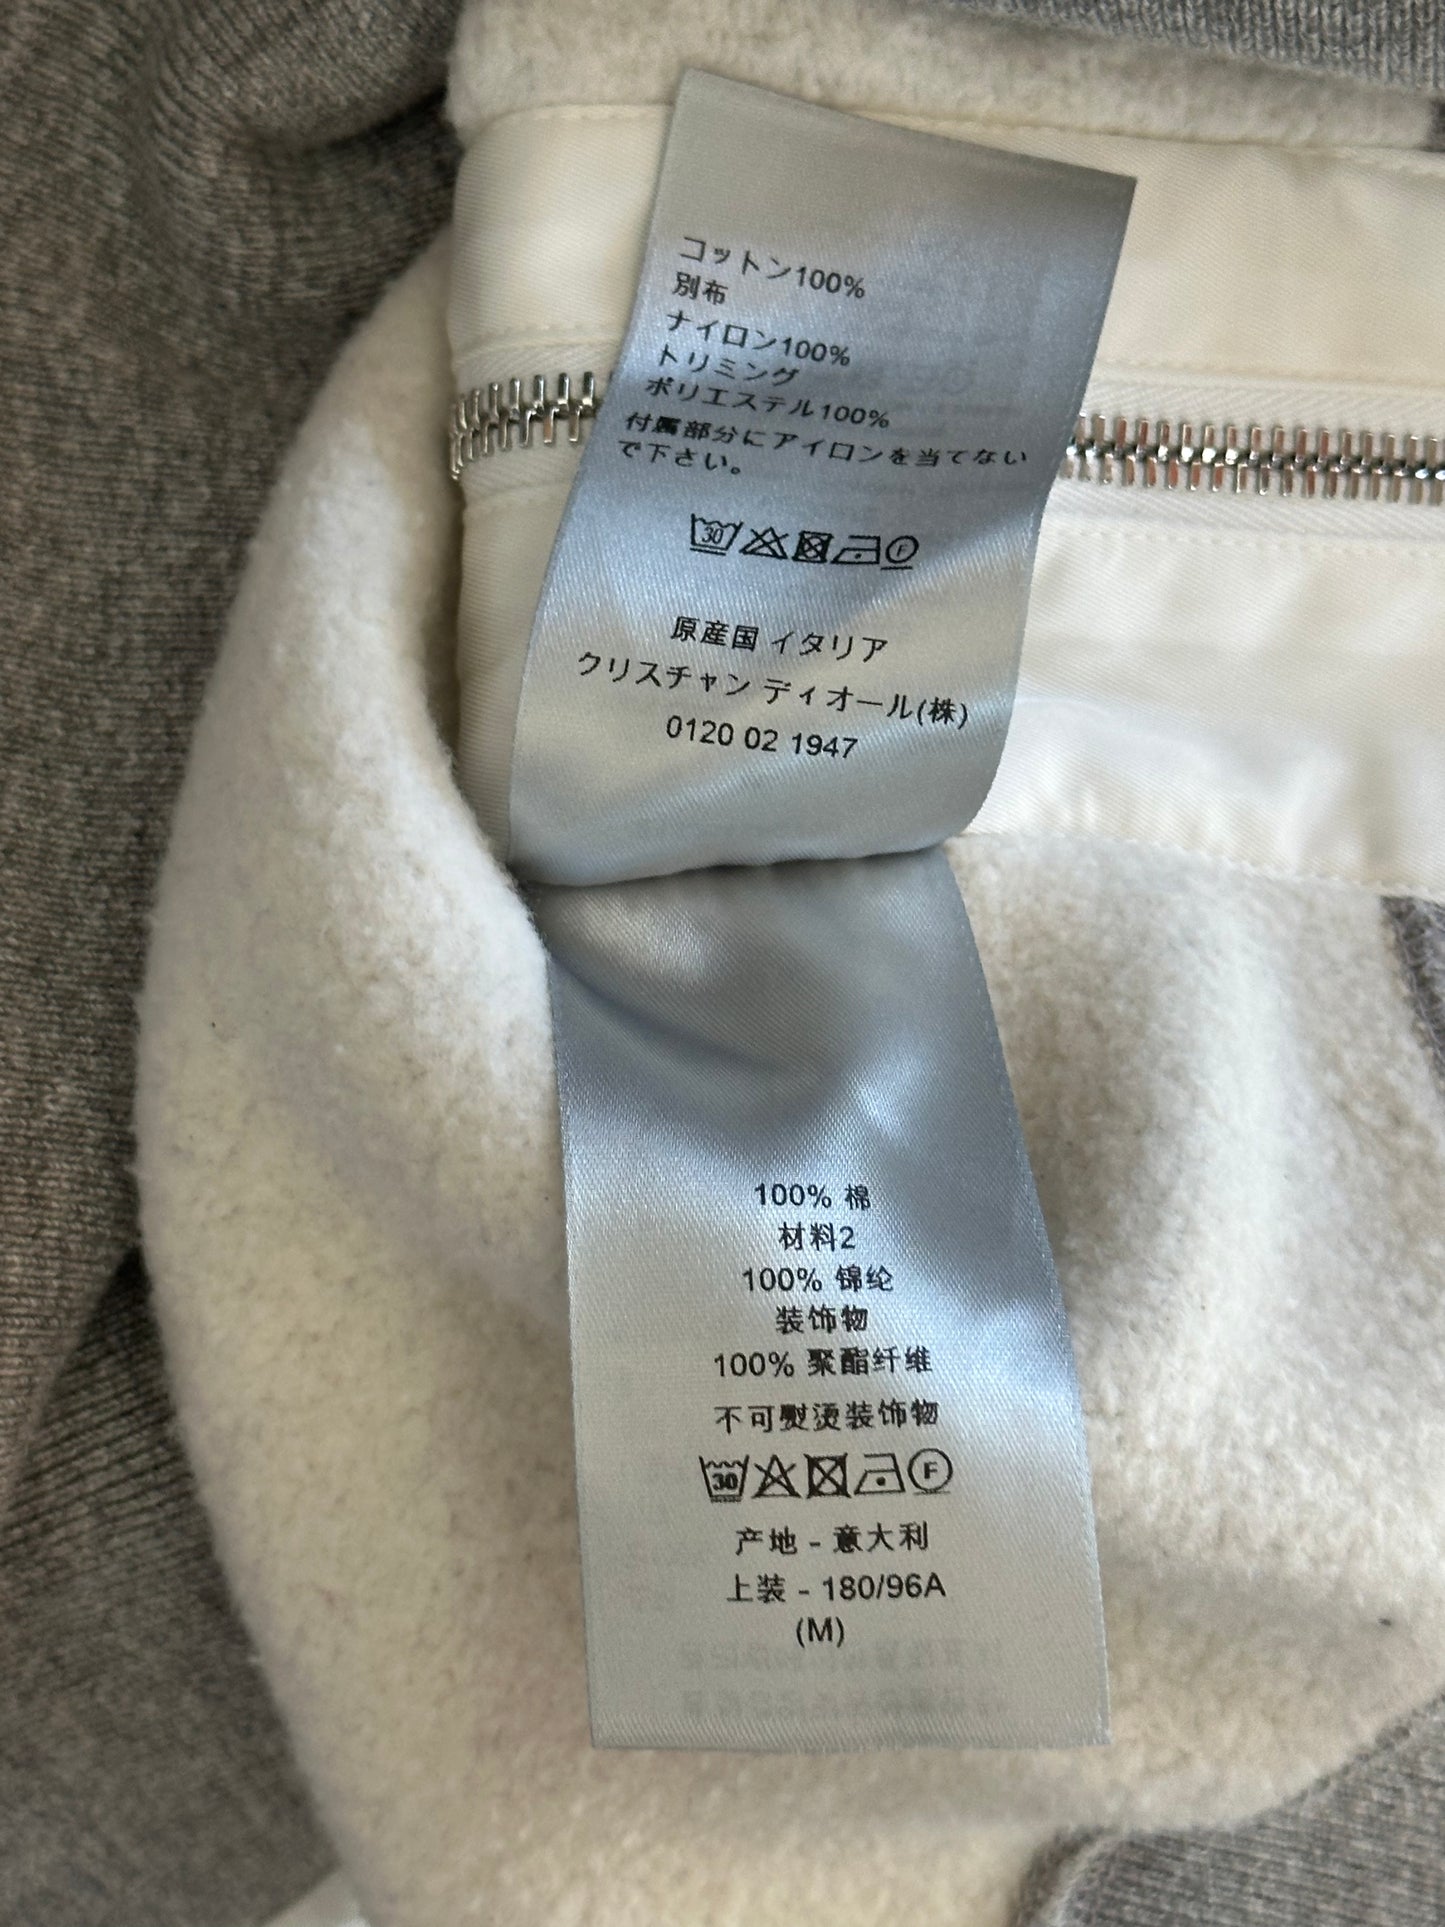 コットン100%
別布
ナイロン100%
トリミング
ポリエステル100%
付属部分にアイロンを当てない
で下さい。
30
F
原産国 イタリア
クリスチャン ディオール(株)
0120 02 1947
100% 棉
材料2
100% 锦纶
装饰物
100% 聚酯纤维
不可熨烫装饰物
30
F
产地 - 意大利
上装 - 180/96A
(M)